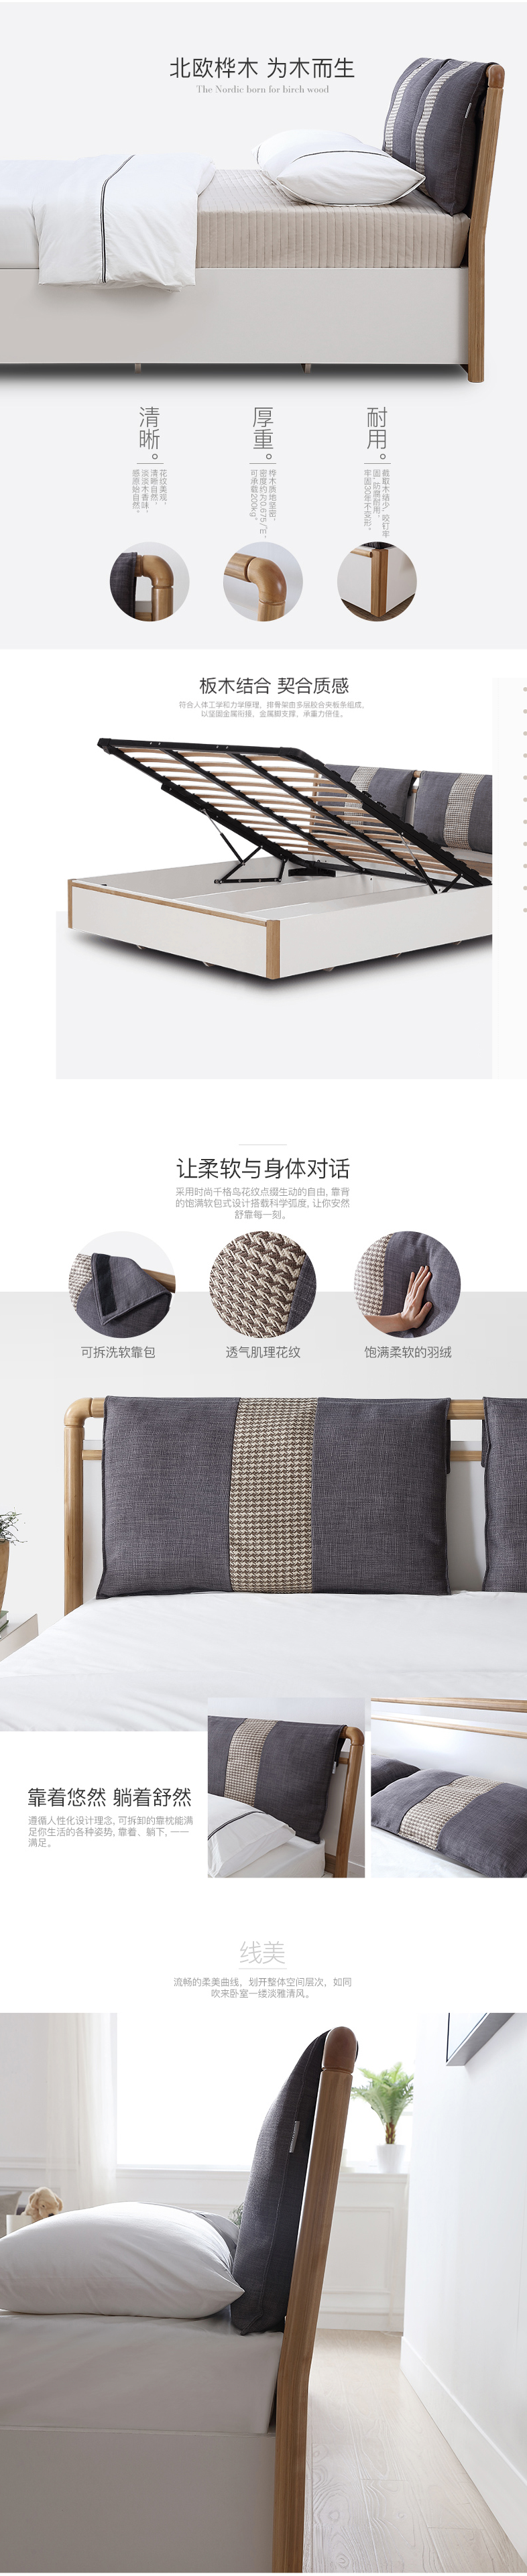 北欧桦木 为木而生
The Nordic born for birch wood
清晰。
花纹美观,
清晰自然,
淡淡木香味,
感原始自然。
厚重。
桦木质地坚密,
密度约为0.675/E,
可承载200kg。
耐用。
截取木结少,咬钉牢
固,防腐耐用,
牢固30年不变形。
板木结合 契合质感
符合人体工学和力学原理，排骨架由多层胶合夹板条组成，
以坚固金属衔接，金属脚支撑，承重力倍佳。
让柔软与身体对话
采用时尚千格鸟花纹点缀生动的自由, 靠背
的饱满软包式设计搭载科学弧度, 让你安然
舒靠每一刻。
可拆洗软靠包
透气肌理花纹
饱满柔软的羽绒
靠着悠然 躺着舒然
遵循人性化设计理念, 可拆卸的靠枕能满
足你生活的各种姿势, 靠着、躺下, 一一
满足。
线美
流畅的柔美曲线，划开整体空间层次，如同
吹来卧室一缕淡雅清风。